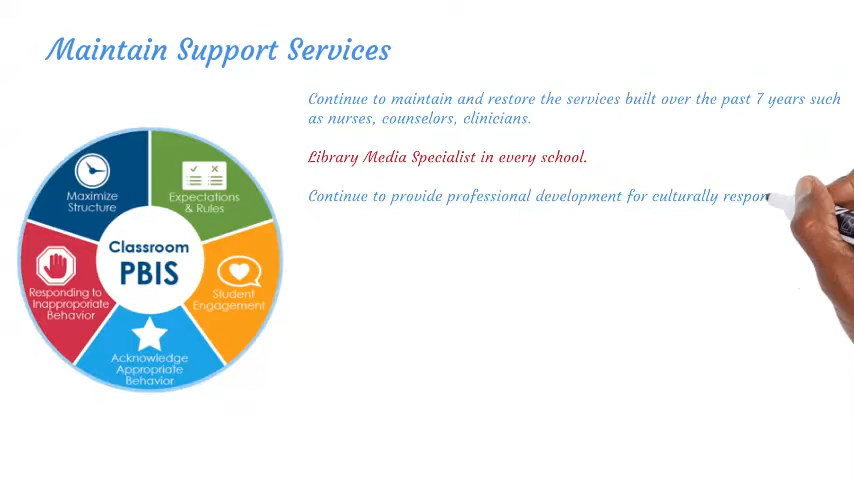 Maintain Support Services
Continue to maintain and restore the services built over the past 7 years such
as nurses, counselors, clinicians.
Library Media Specialist in every school.
Continue to provide professional development for culturally respon
Maximize
Structure
Expectations
& Rules
Classroom
PBIS
Responding to
Inapproporiate
Behavior
Student
Engagement
Acknowledge
Appropriate
Behavior